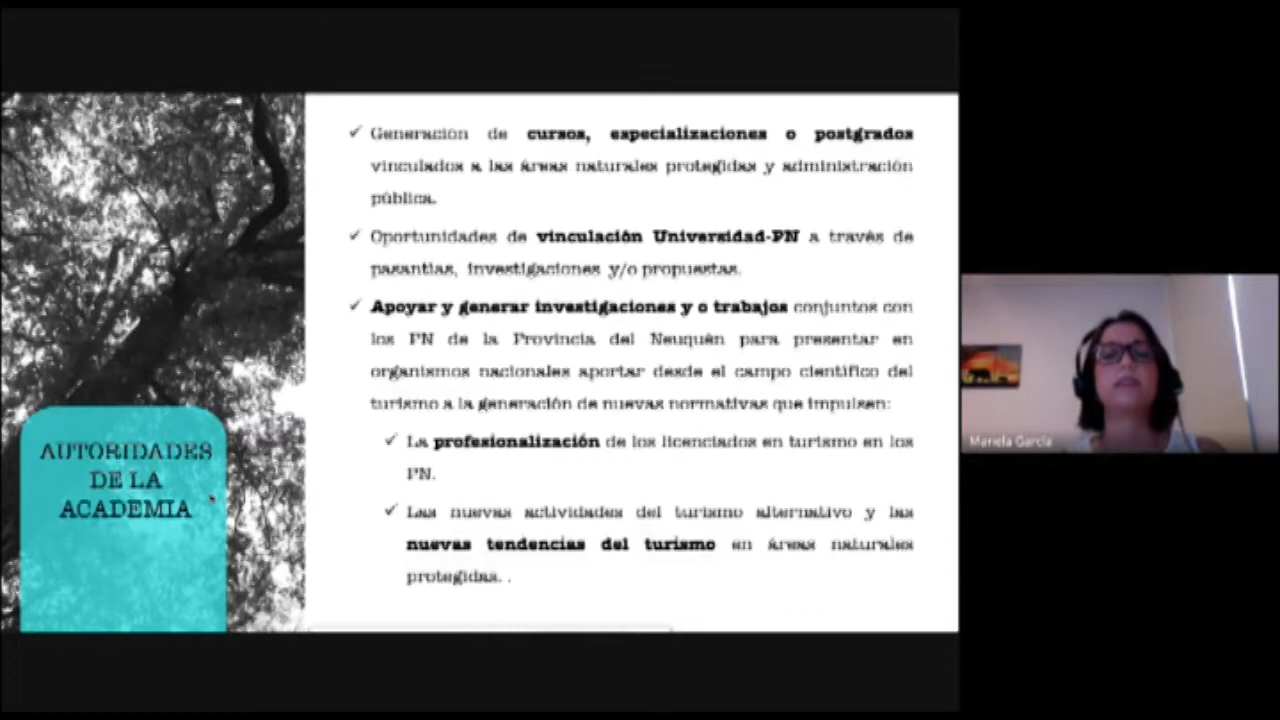 ✓ Generación de cursos, especializaciones o postgrados
vinculados a las áreas naturales protegidas y administración
pública.
✓ Oportunidades de vinculación Universidad-PN a través de
pasantías, investigaciones y/o propuestas.
✓ Apoyar y generar investigaciones y o trabajos conjuntos con
los PN de la Provincia del Neuquén para presentar en
organismos nacionales aportar desde el campo científico del
turismo a la generación de nuevas normativas que impulsen:
✓ La profesionalización de los licenciados en turismo en los
PN.
✓ Las nuevas actividades del turismo alternativo y las
nuevas tendencias del turismo en áreas naturales
protegidas. .
AUTORIDADES
DE LA
ACADEMIA
Mariela García